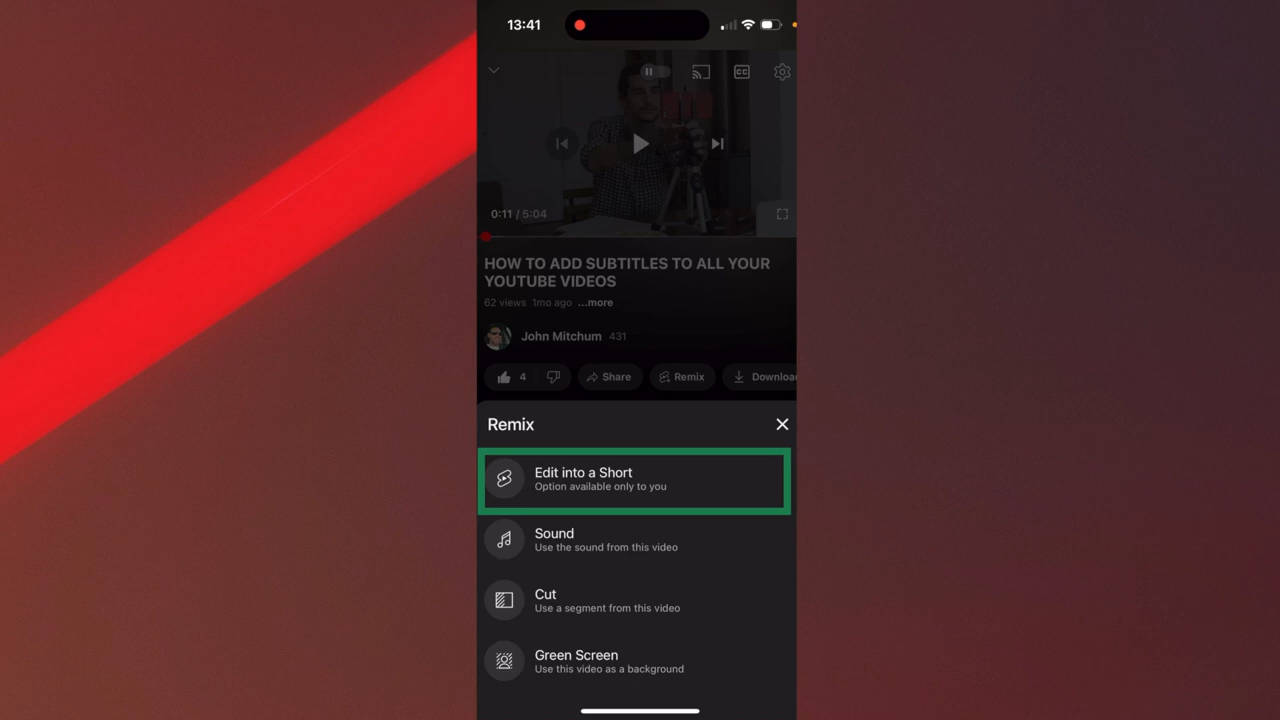 13:41
CC
0:11 / 5:04
HOW TO ADD SUBTITLES TO ALL YOUR
YOUTUBE VIDEOS
62 views 1mo ago ...more
John Mitchum 431
4 Share Remix Downloa
Remix
Edit into a Short
Option available only to you
Sound
Use the sound from this video
Cut
Use a segment from this video
Green Screen
Use this video as a background